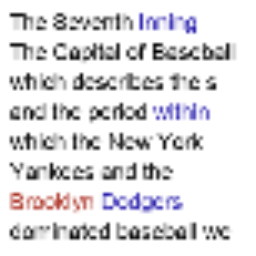 The Seventh Inning
The Capital of Baseball
which describes the s
and the period within
which the New York
Yankees and the
Brooklyn Dodgers
dominated baseball we